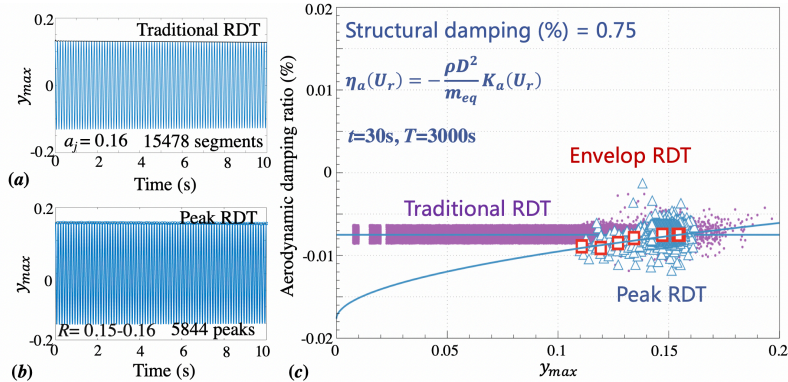 0.2
Traditional RDT
0
y_max
a_j = 0.16 15478 segments
-0.2
0 2 4 6 8 10
(a)
Time (s)
0.2
Peak RDT
0
y_max
R= 0.15-0.16 5844 peaks
-0.2
0 2 4 6 8 10
(b)
Time (s)
0.02
Structural damping (%) = 0.75
η_a(U_r) = −ρD²/m_eq K_a(U_r)
0.01
t=30s, T=3000s
Envelop RDT
0
Aerodynamic damping ratio (%)
Traditional RDT
-0.01
Peak RDT
-0.02
0 0.05 0.1 0.15 0.2
(c)
y_max